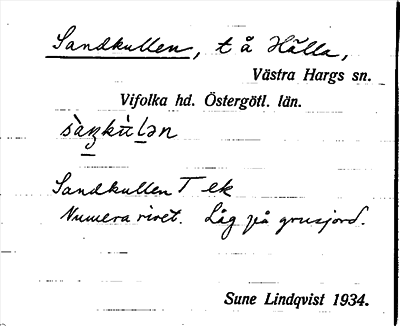 Sandkullen, t å Hälla,
Västra Hargs sn.
Vifolka hd. Östergötl. län.
Sandkullen T ek
Numera rivet. Låg på grusjord.
Sune Lindqvist 1934.